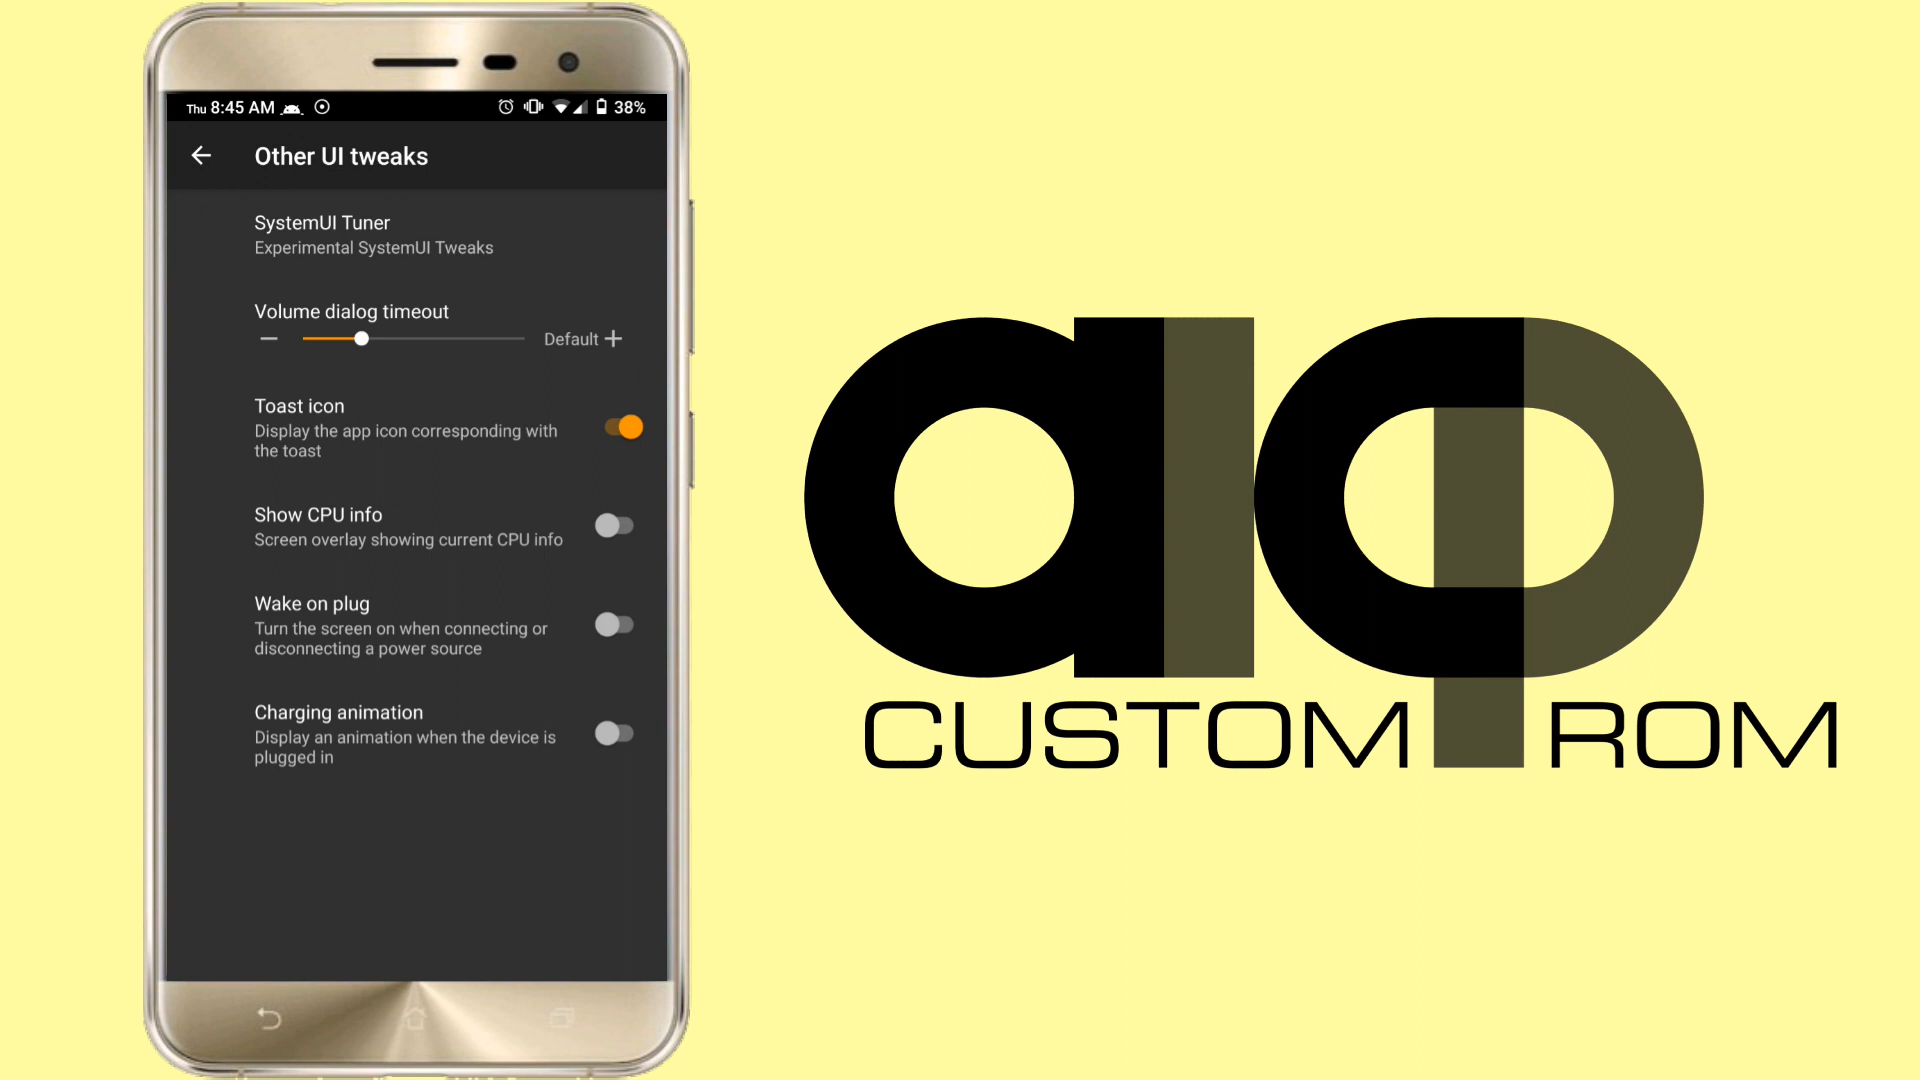 Thu 8:45 AM
38%
Other UI tweaks
SystemUI Tuner
Experimental SystemUI Tweaks
Volume dialog timeout
Default
Toast icon
Display the app icon corresponding with
the toast
Show CPU info
Screen overlay showing current CPU info
Wake on plug
Turn the screen on when connecting or
disconnecting a power source
Charging animation
Display an animation when the device is
plugged in
CUSTOM ROM